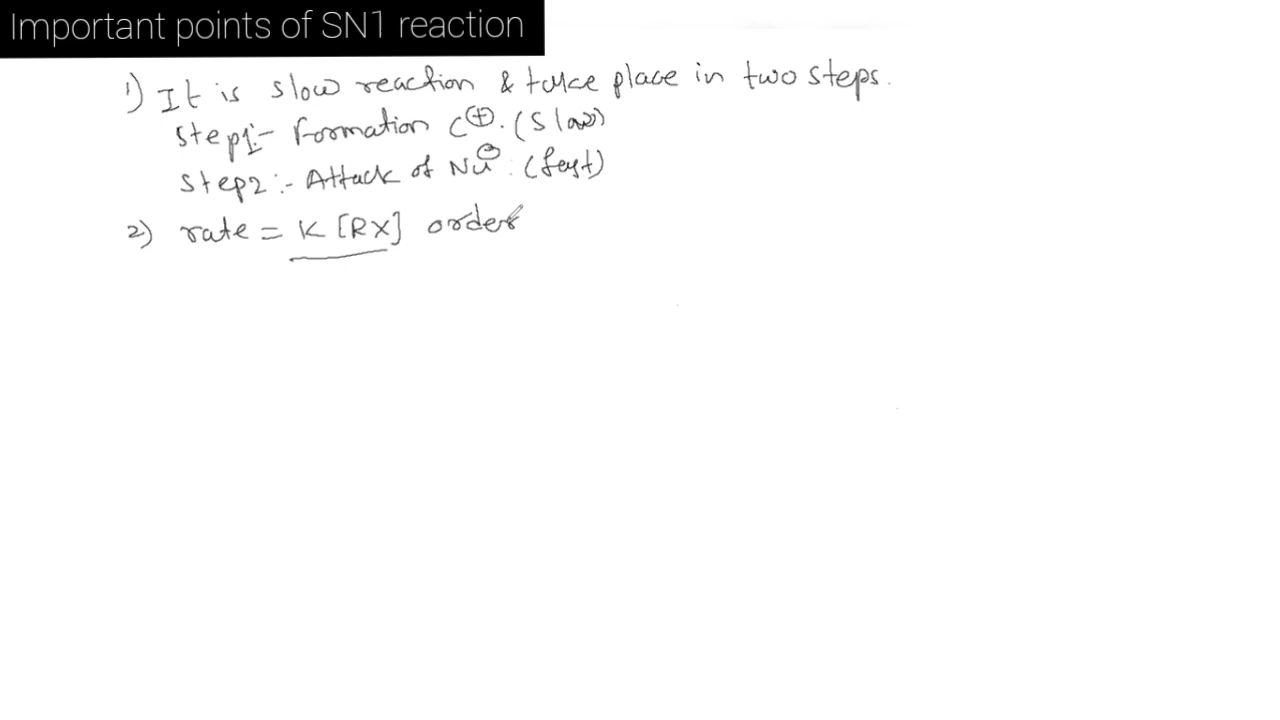 Important points of SN1 reaction
1) It is slow reaction & take place in two steps.
Step1:- Formation C⊕. (Slow)
Step2:- Attack of Nu⊖. (fast)
2) rate = K [RX] order